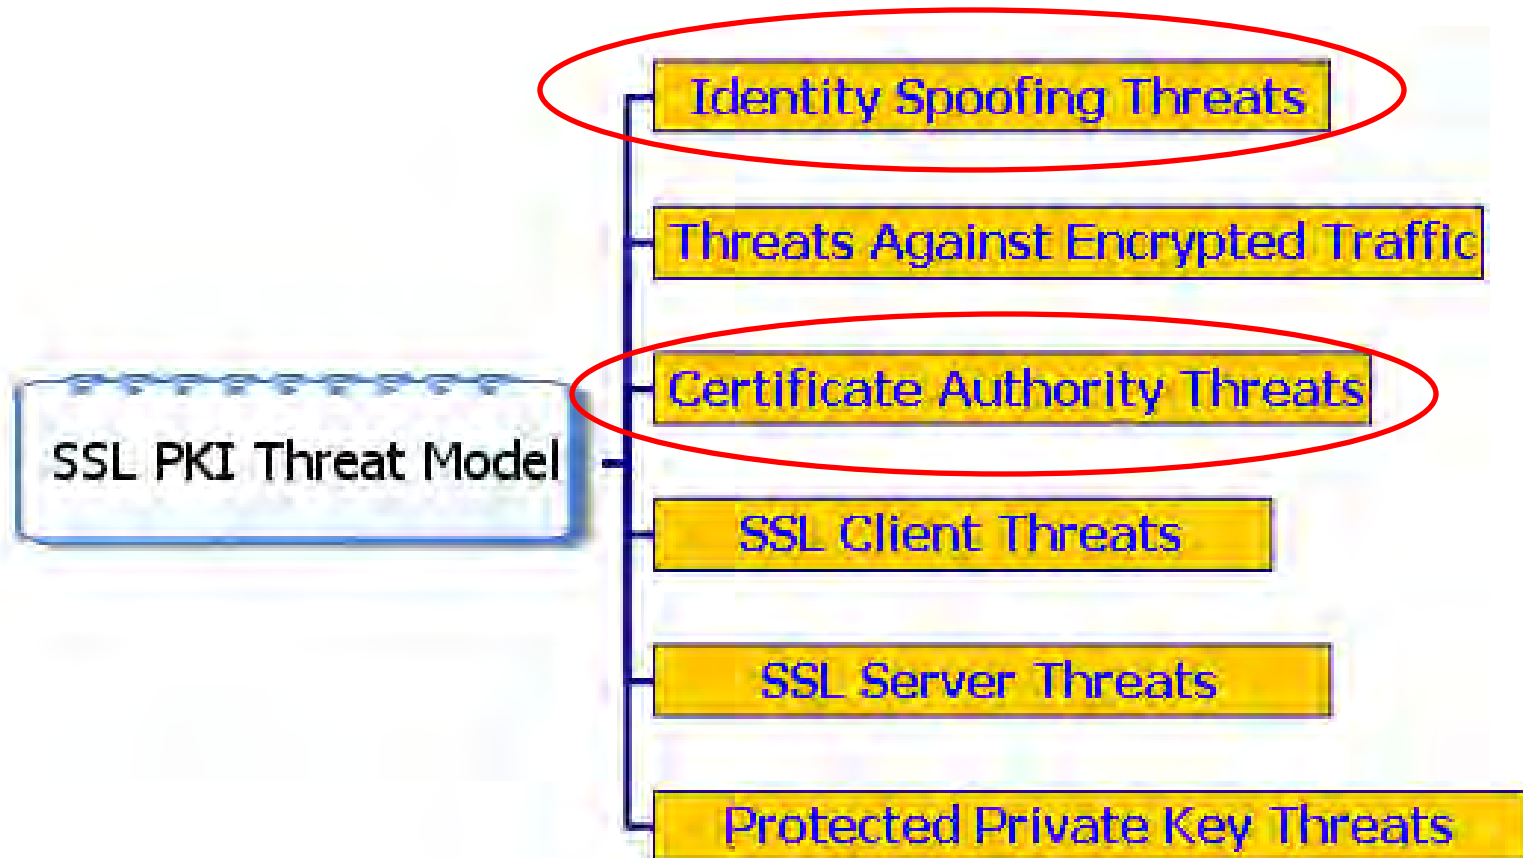 Identity Spoofing Threats
Threats Against Encrypted Traffic
Certificate Authority Threats
SSL PKI Threat Model
SSL Client Threats
SSL Server Threats
Protected Private Key Threats